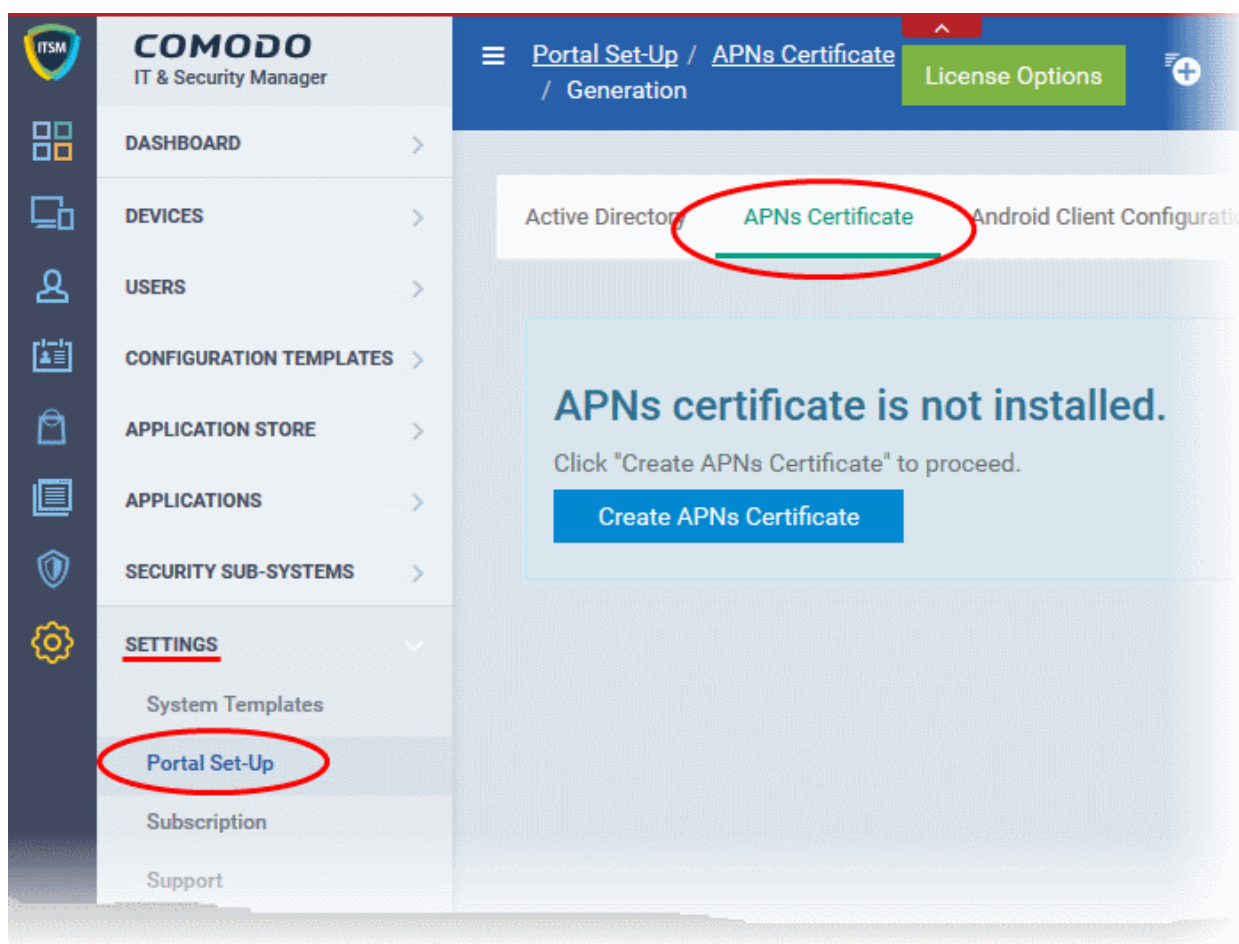 ITSM
COMODO
IT & Security Manager
DASHBOARD
DEVICES
USERS
CONFIGURATION TEMPLATES
APPLICATION STORE
APPLICATIONS
SECURITY SUB-SYSTEMS
SETTINGS
System Templates
Portal Set-Up
Subscription
Support
Portal Set-Up / APNs Certificate
/ Generation
License Options
Active Directory APNs Certificate Android Client
APNs certificate is not installed.
Click "Create APNs Certificate" to proceed.
Create APNs Certificate